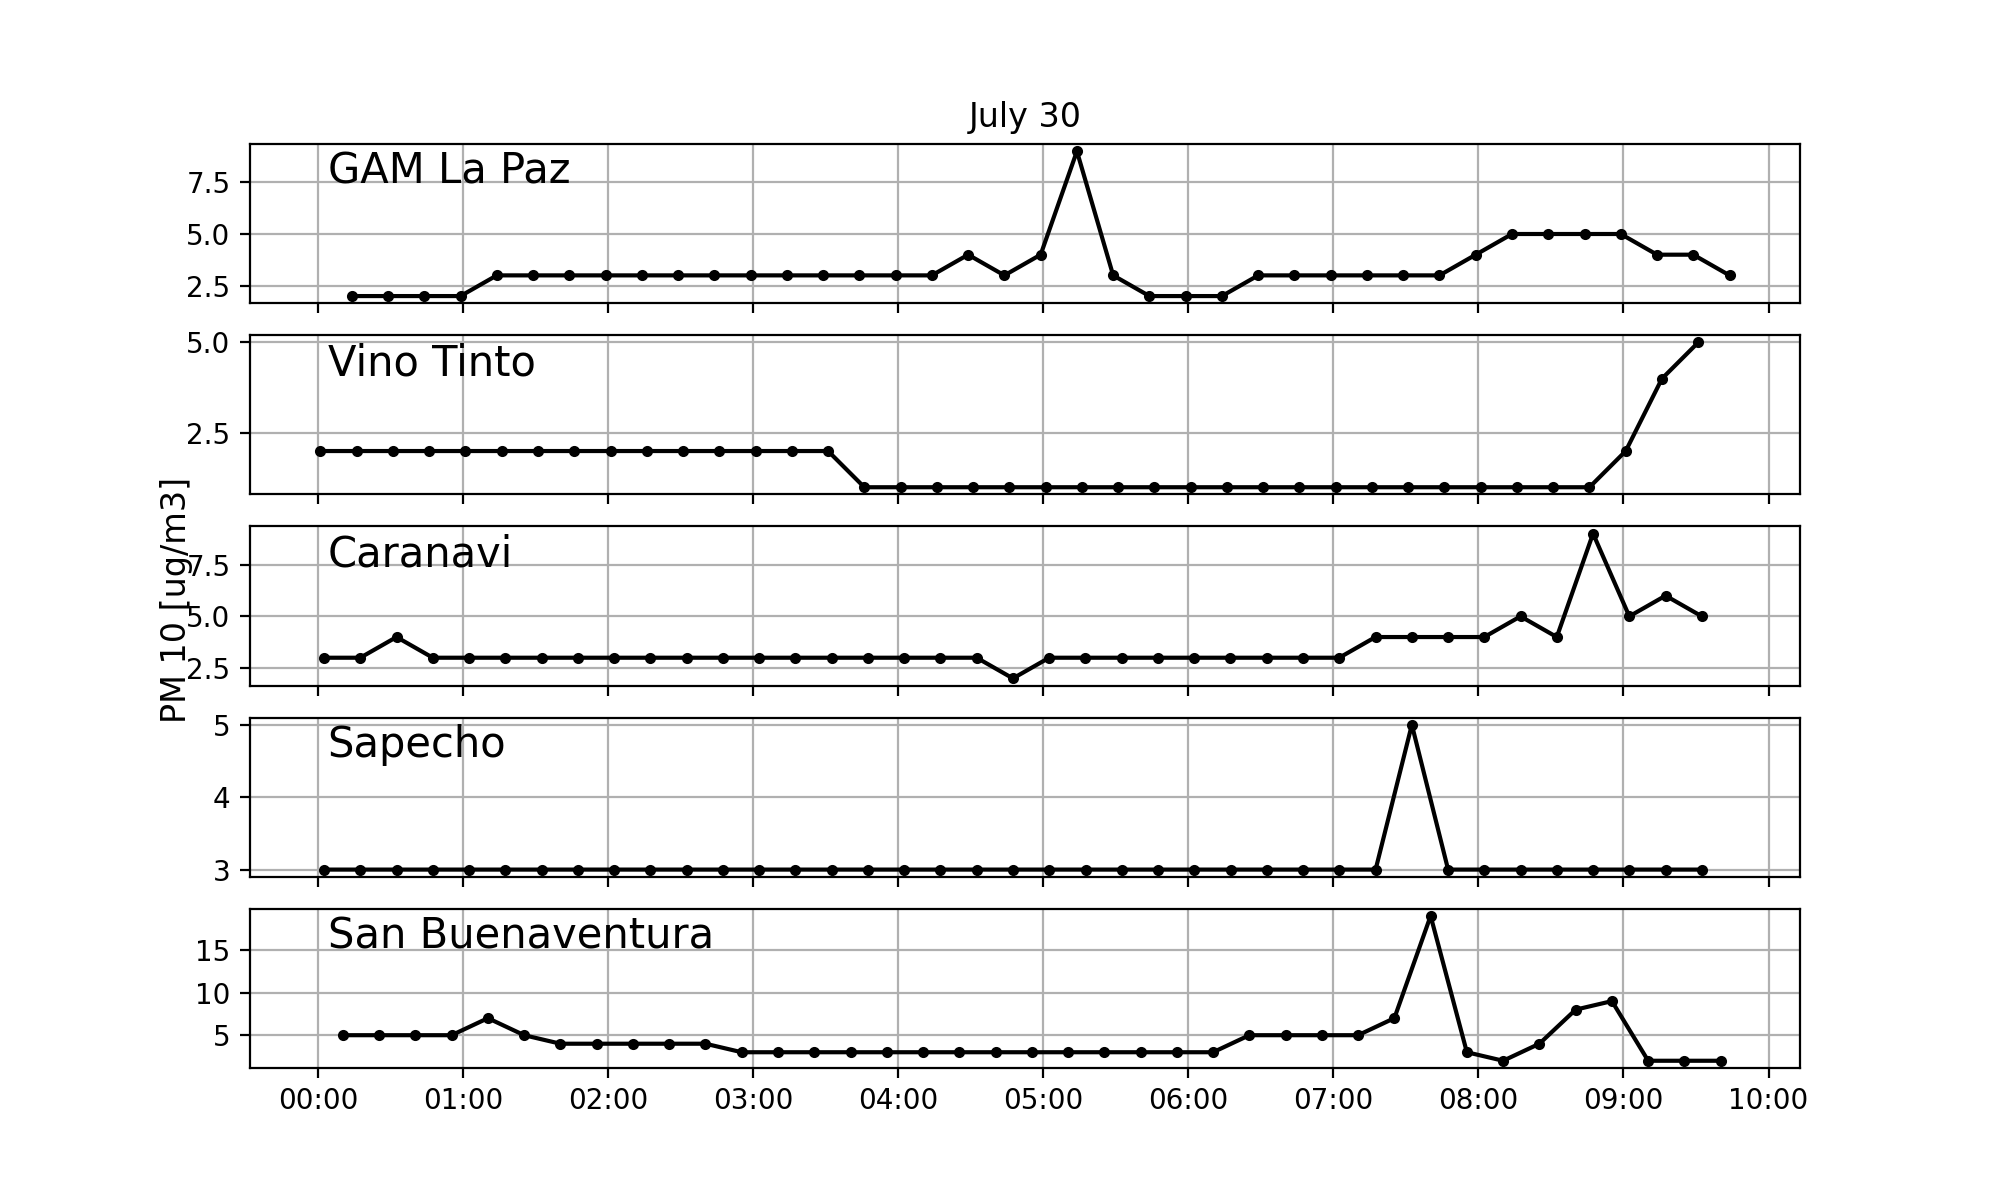 July 30
GAM La Paz
7.5
5.0
2.5
Vino Tinto
5.0
2.5
PM 10 [ug/m3]
Caranavi
7.5
5.0
2.5
Sapecho
5
4
3
San Buenaventura
15
10
5
00:00 01:00 02:00 03:00 04:00 05:00 06:00 07:00 08:00 09:00 10:00